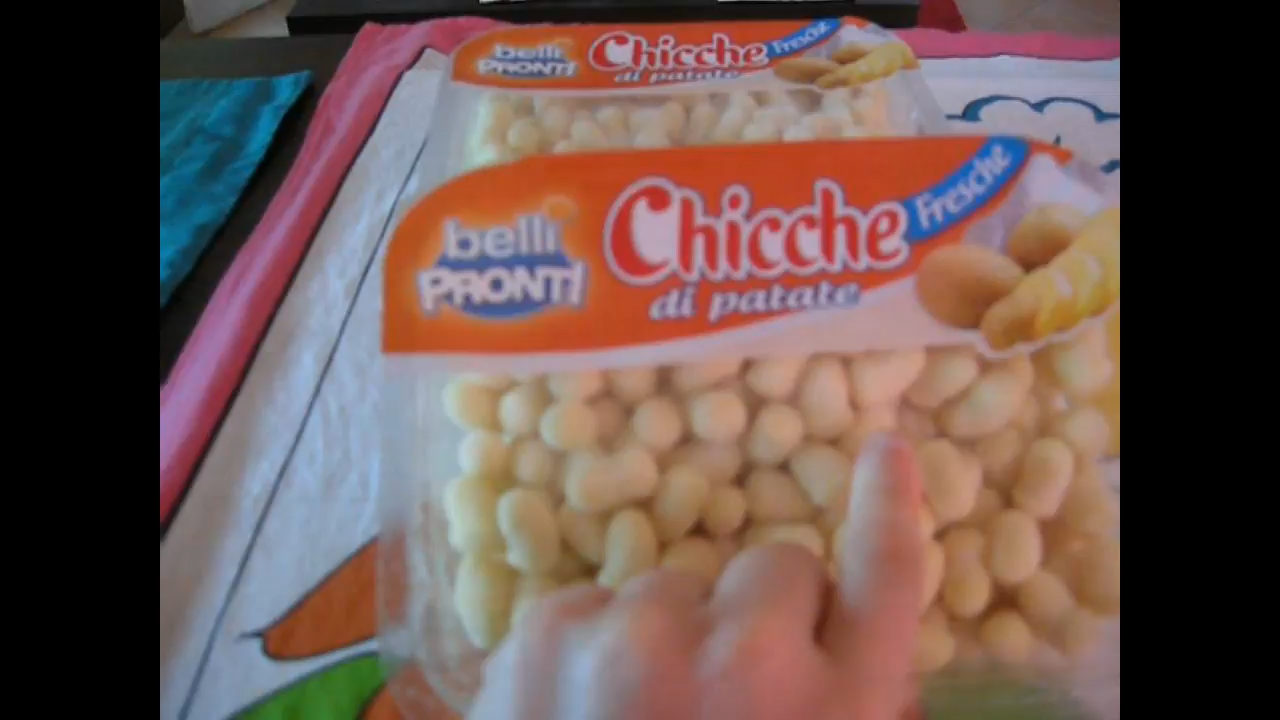 belli
PRONTI
Chicche
di patate
Fresche
belli
PRONTI
Chicche
di patate
Fresche